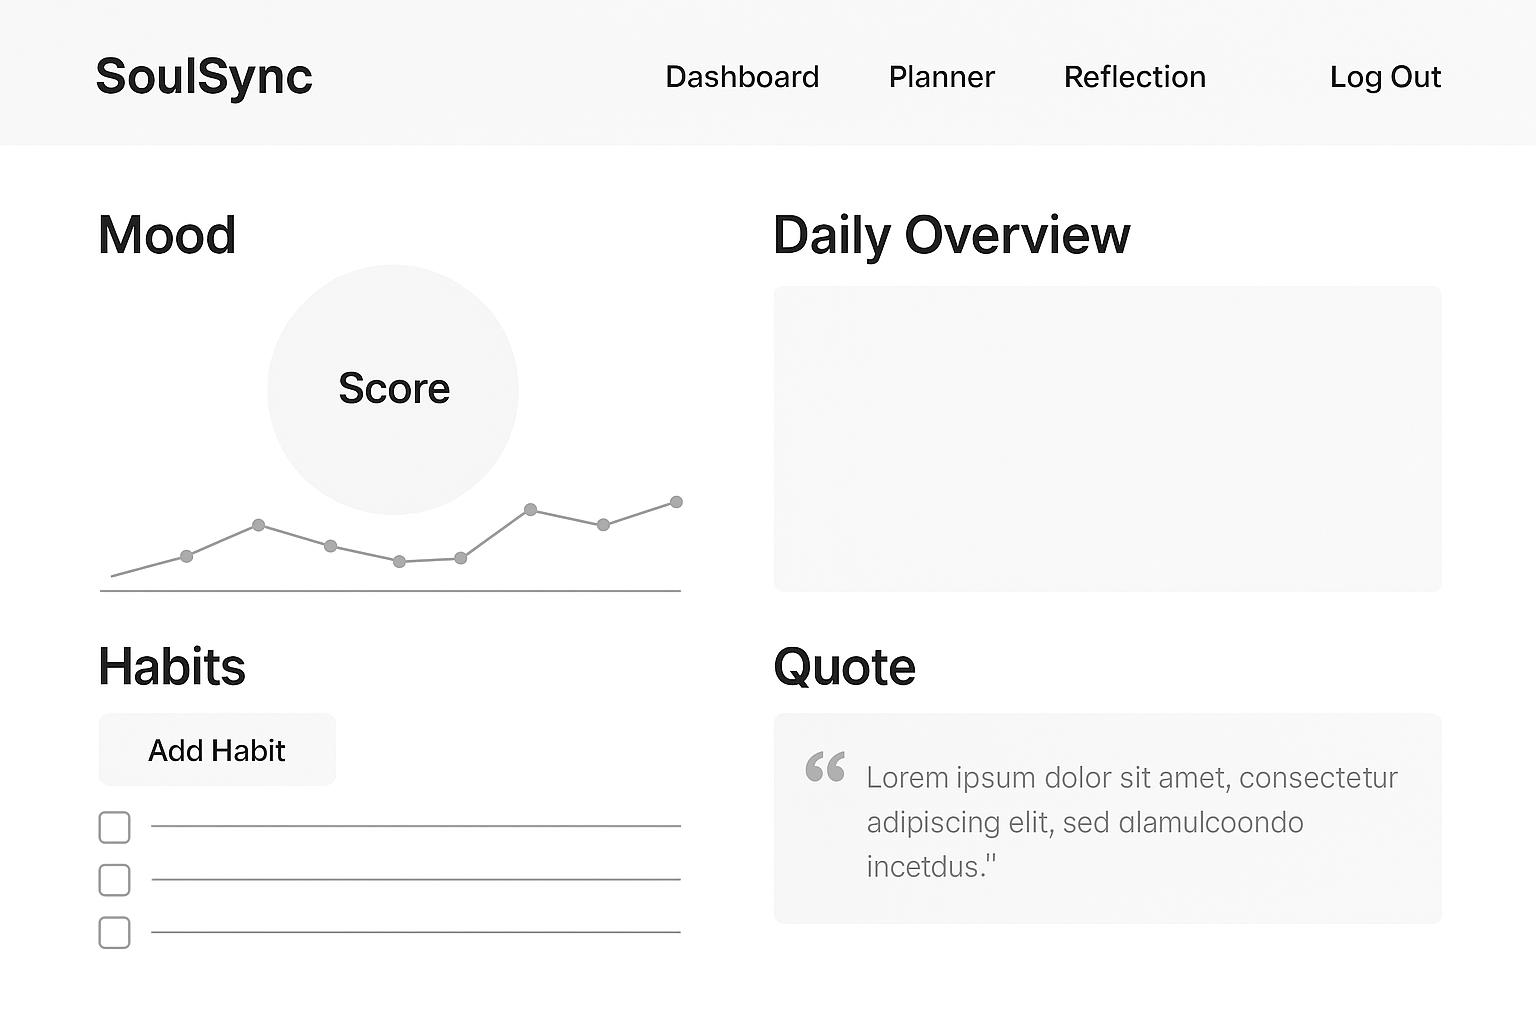 SoulSync
Dashboard
Planner
Reflection
Log Out
Mood
Score
Daily Overview
Habits
Add Habit
Quote
“
Lorem ipsum dolor sit amet, consectetur
adipiscing elit, sed alamulcoondo
incetdus."